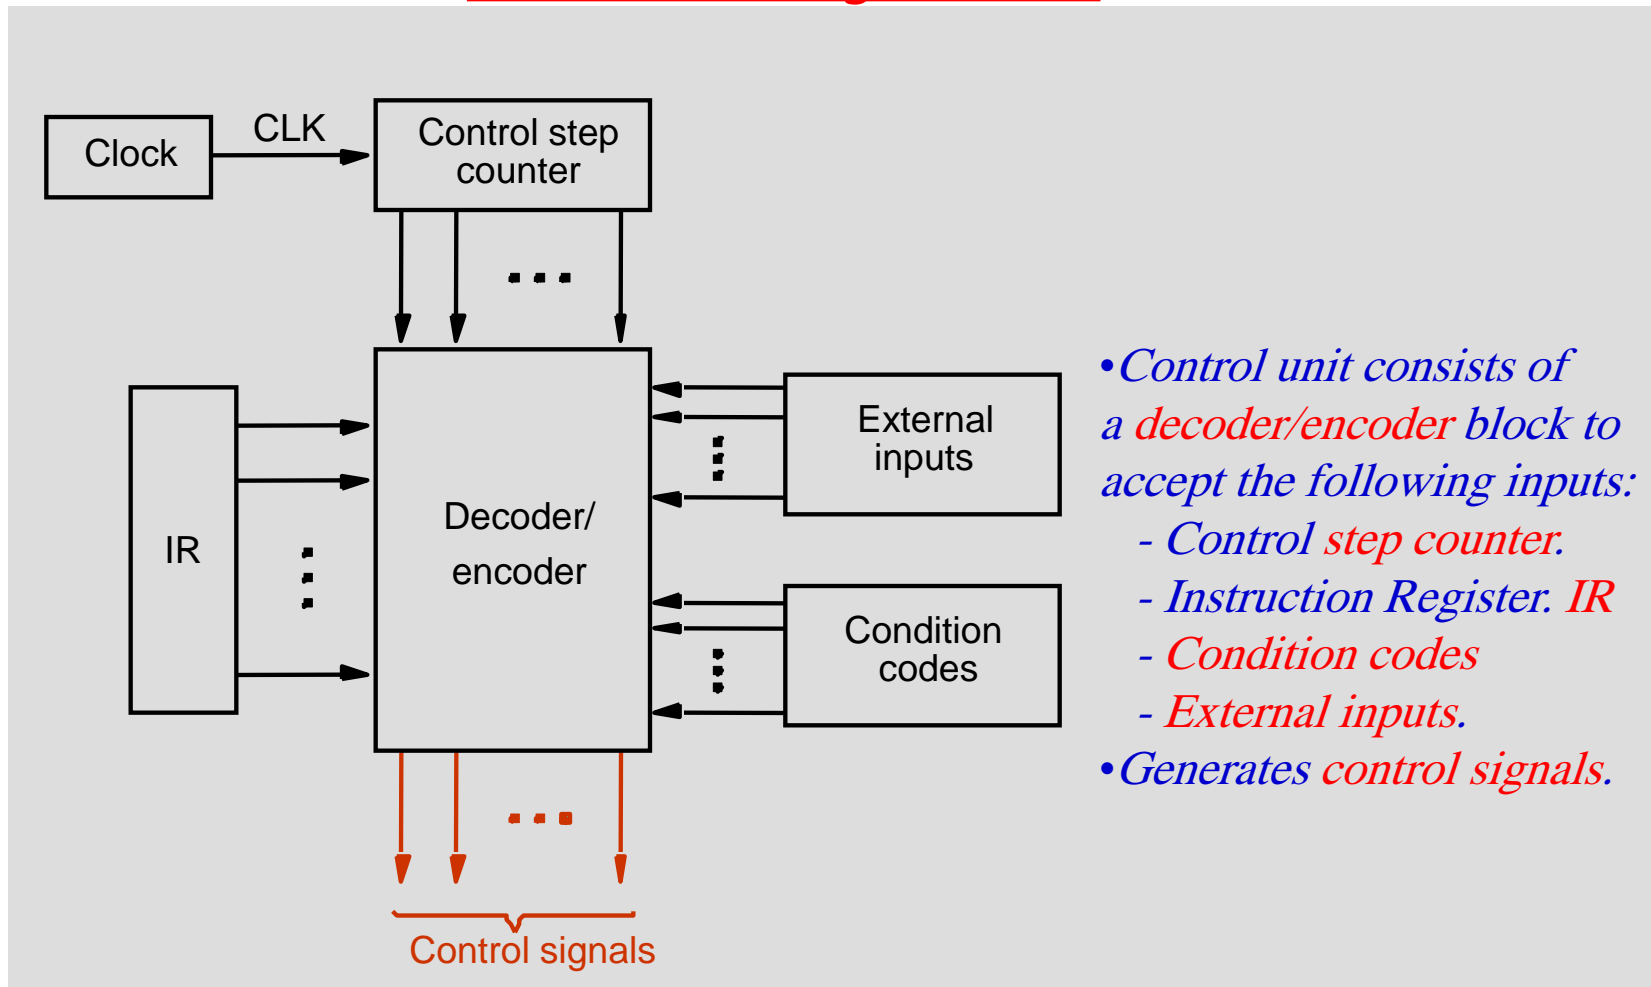 Clock
CLK
Control step
counter
IR
Decoder/
encoder
External
inputs
Condition
codes
Control signals
•Control unit consists of
a decoder/encoder block to
accept the following inputs:
- Control step counter.
- Instruction Register. IR
- Condition codes
- External inputs.
•Generates control signals.